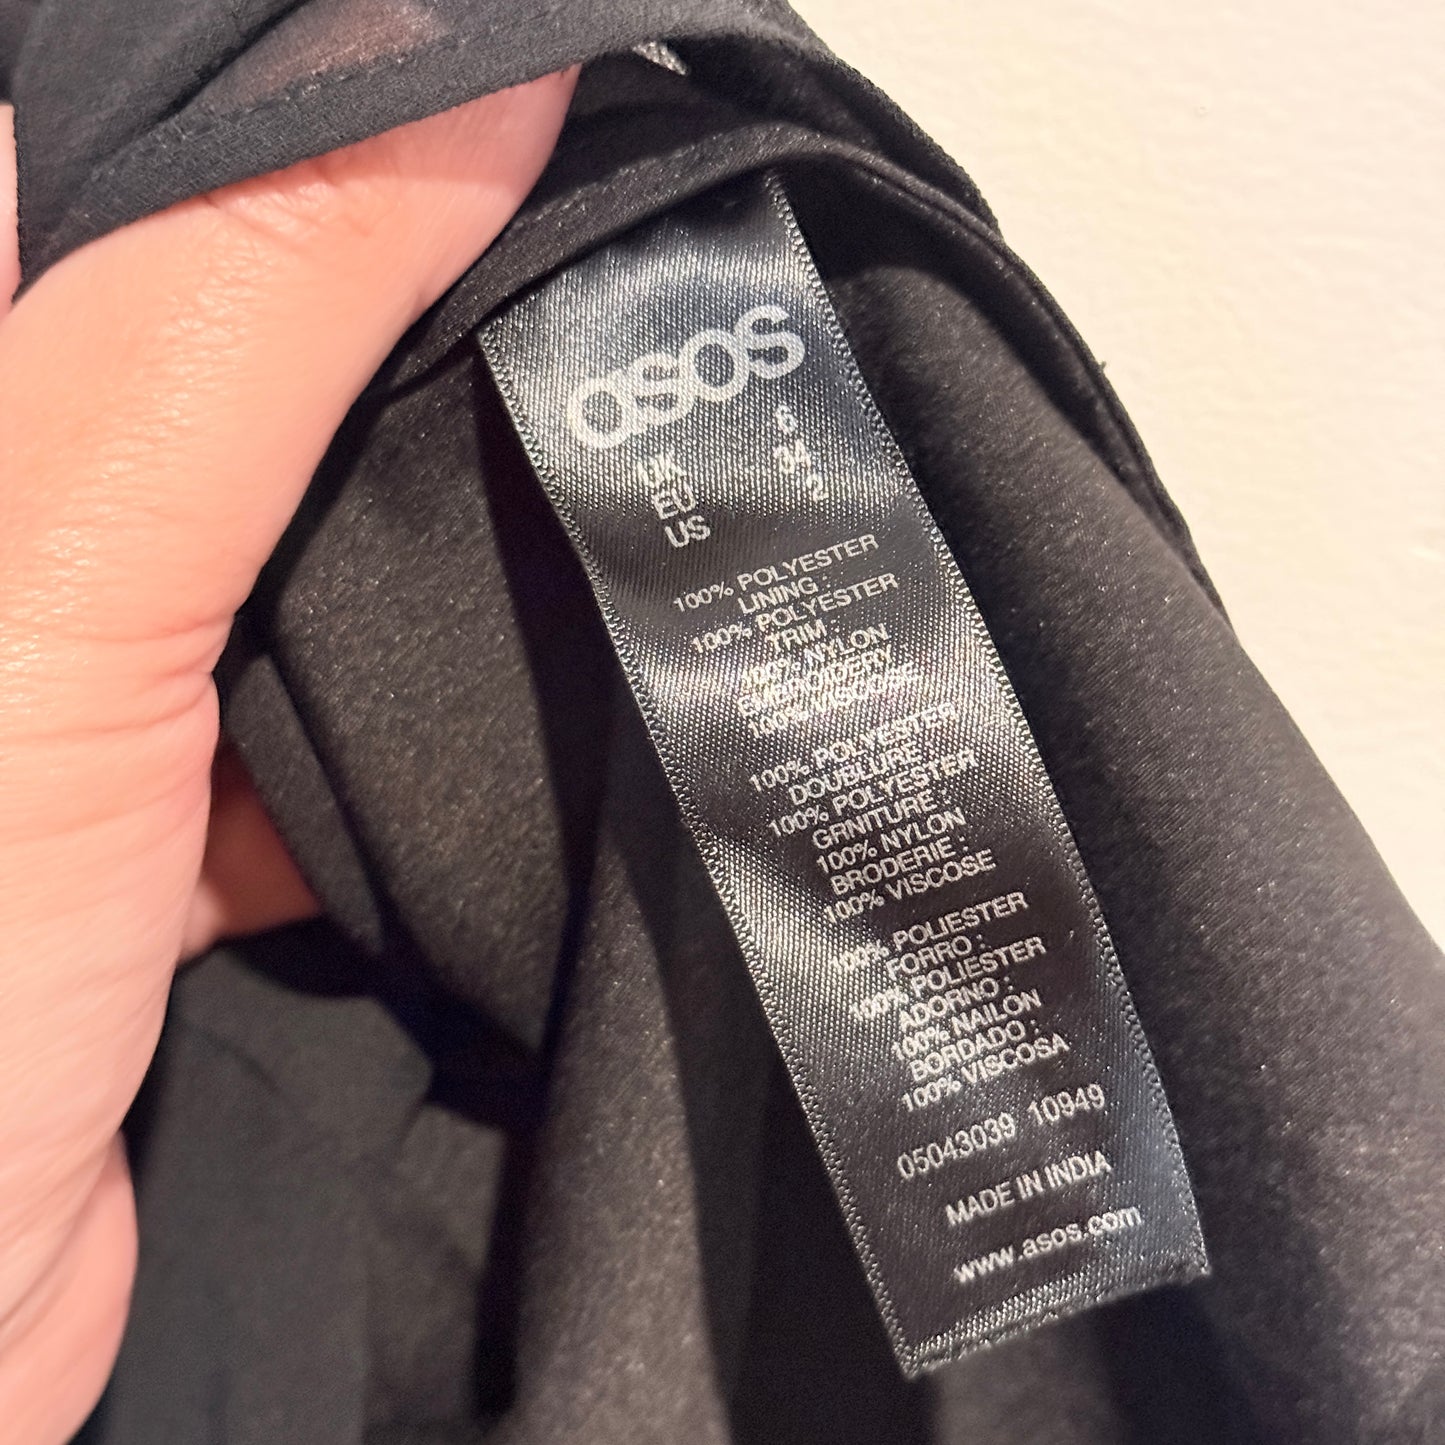 asos
UK 6
EU 34
US 2
100% POLYESTER
LINING :
100% POLYESTER
TRIM :
100% NYLON
EMBROIDERY
100% VISCOSE
100% POLYESTER
DOUBLURE :
100% POLYESTER
GRNITURE :
100% NYLON
BRODERIE :
100% VISCOSE
100% POLIESTER
FORRO :
100% POLIESTER
ADORNO :
100% NAILON
BORDADO :
100% VISCOSA
05043039 10949
MADE IN INDIA
www.asos.com